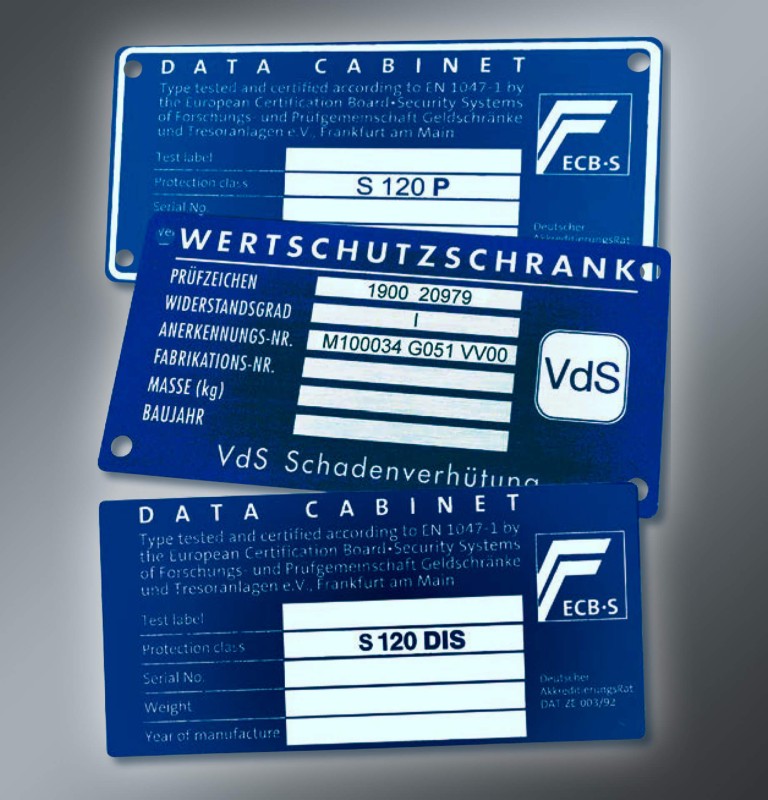 DATA CABINET
Type tested and certified according to EN 1047-1 by
the European Certification Board•Security Systems
of Forschungs- und Prüfgemeinschaft Geldschränke
und Tresoranlagen e.V., Frankfurt am Main
ECB•S
Test label
Protection class S 120 P
Serial No.
Deutscher
AkkreditierungsRat
WERTSCHUTZSCHRANK
PRÜFZEICHEN 1900 20979
WIDERSTANDSGRAD I
ANERKENNUNGS-NR. M100034 G051 VV00
FABRIKATIONS-NR.
MASSE (kg)
BAUJAHR
VdS
VdS Schadenverhütung
DATA CABINET
Type tested and certified according to EN 1047-1 by
the European Certification Board•Security Systems
of Forschungs- und Prüfgemeinschaft Geldschränke
und Tresoranlagen e.V., Frankfurt am Main
ECB•S
Test label
Protection class S 120 DIS
Serial No.
Weight
Year of manufacture
Deutscher
AkkreditierungsRat
DAT ZE 003/92